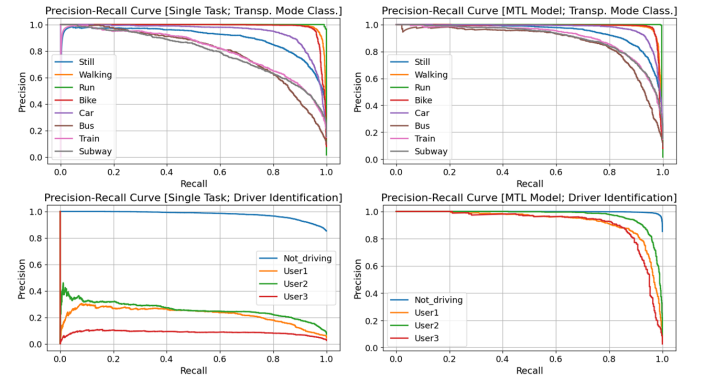 Precision-Recall Curve [Single Task; Transp. Mode Class.]
Precision
1.0
0.8
0.6
0.4
0.2
0.0
Still
Walking
Run
Bike
Car
Bus
Train
Subway
0.0 0.2 0.4 0.6 0.8 1.0
Recall
Precision-Recall Curve [MTL Model; Transp. Mode Class.]
Precision
1.0
0.8
0.6
0.4
0.2
0.0
Still
Walking
Run
Bike
Car
Bus
Train
Subway
0.0 0.2 0.4 0.6 0.8 1.0
Recall
Precision-Recall Curve [Single Task; Driver Identification]
Precision
1.0
0.8
0.6
0.4
0.2
0.0
Not_driving
User1
User2
User3
0.0 0.2 0.4 0.6 0.8 1.0
Recall
Precision-Recall Curve [MTL Model; Driver Identification]
Precision
1.0
0.8
0.6
0.4
0.2
0.0
Not_driving
User1
User2
User3
0.0 0.2 0.4 0.6 0.8 1.0
Recall